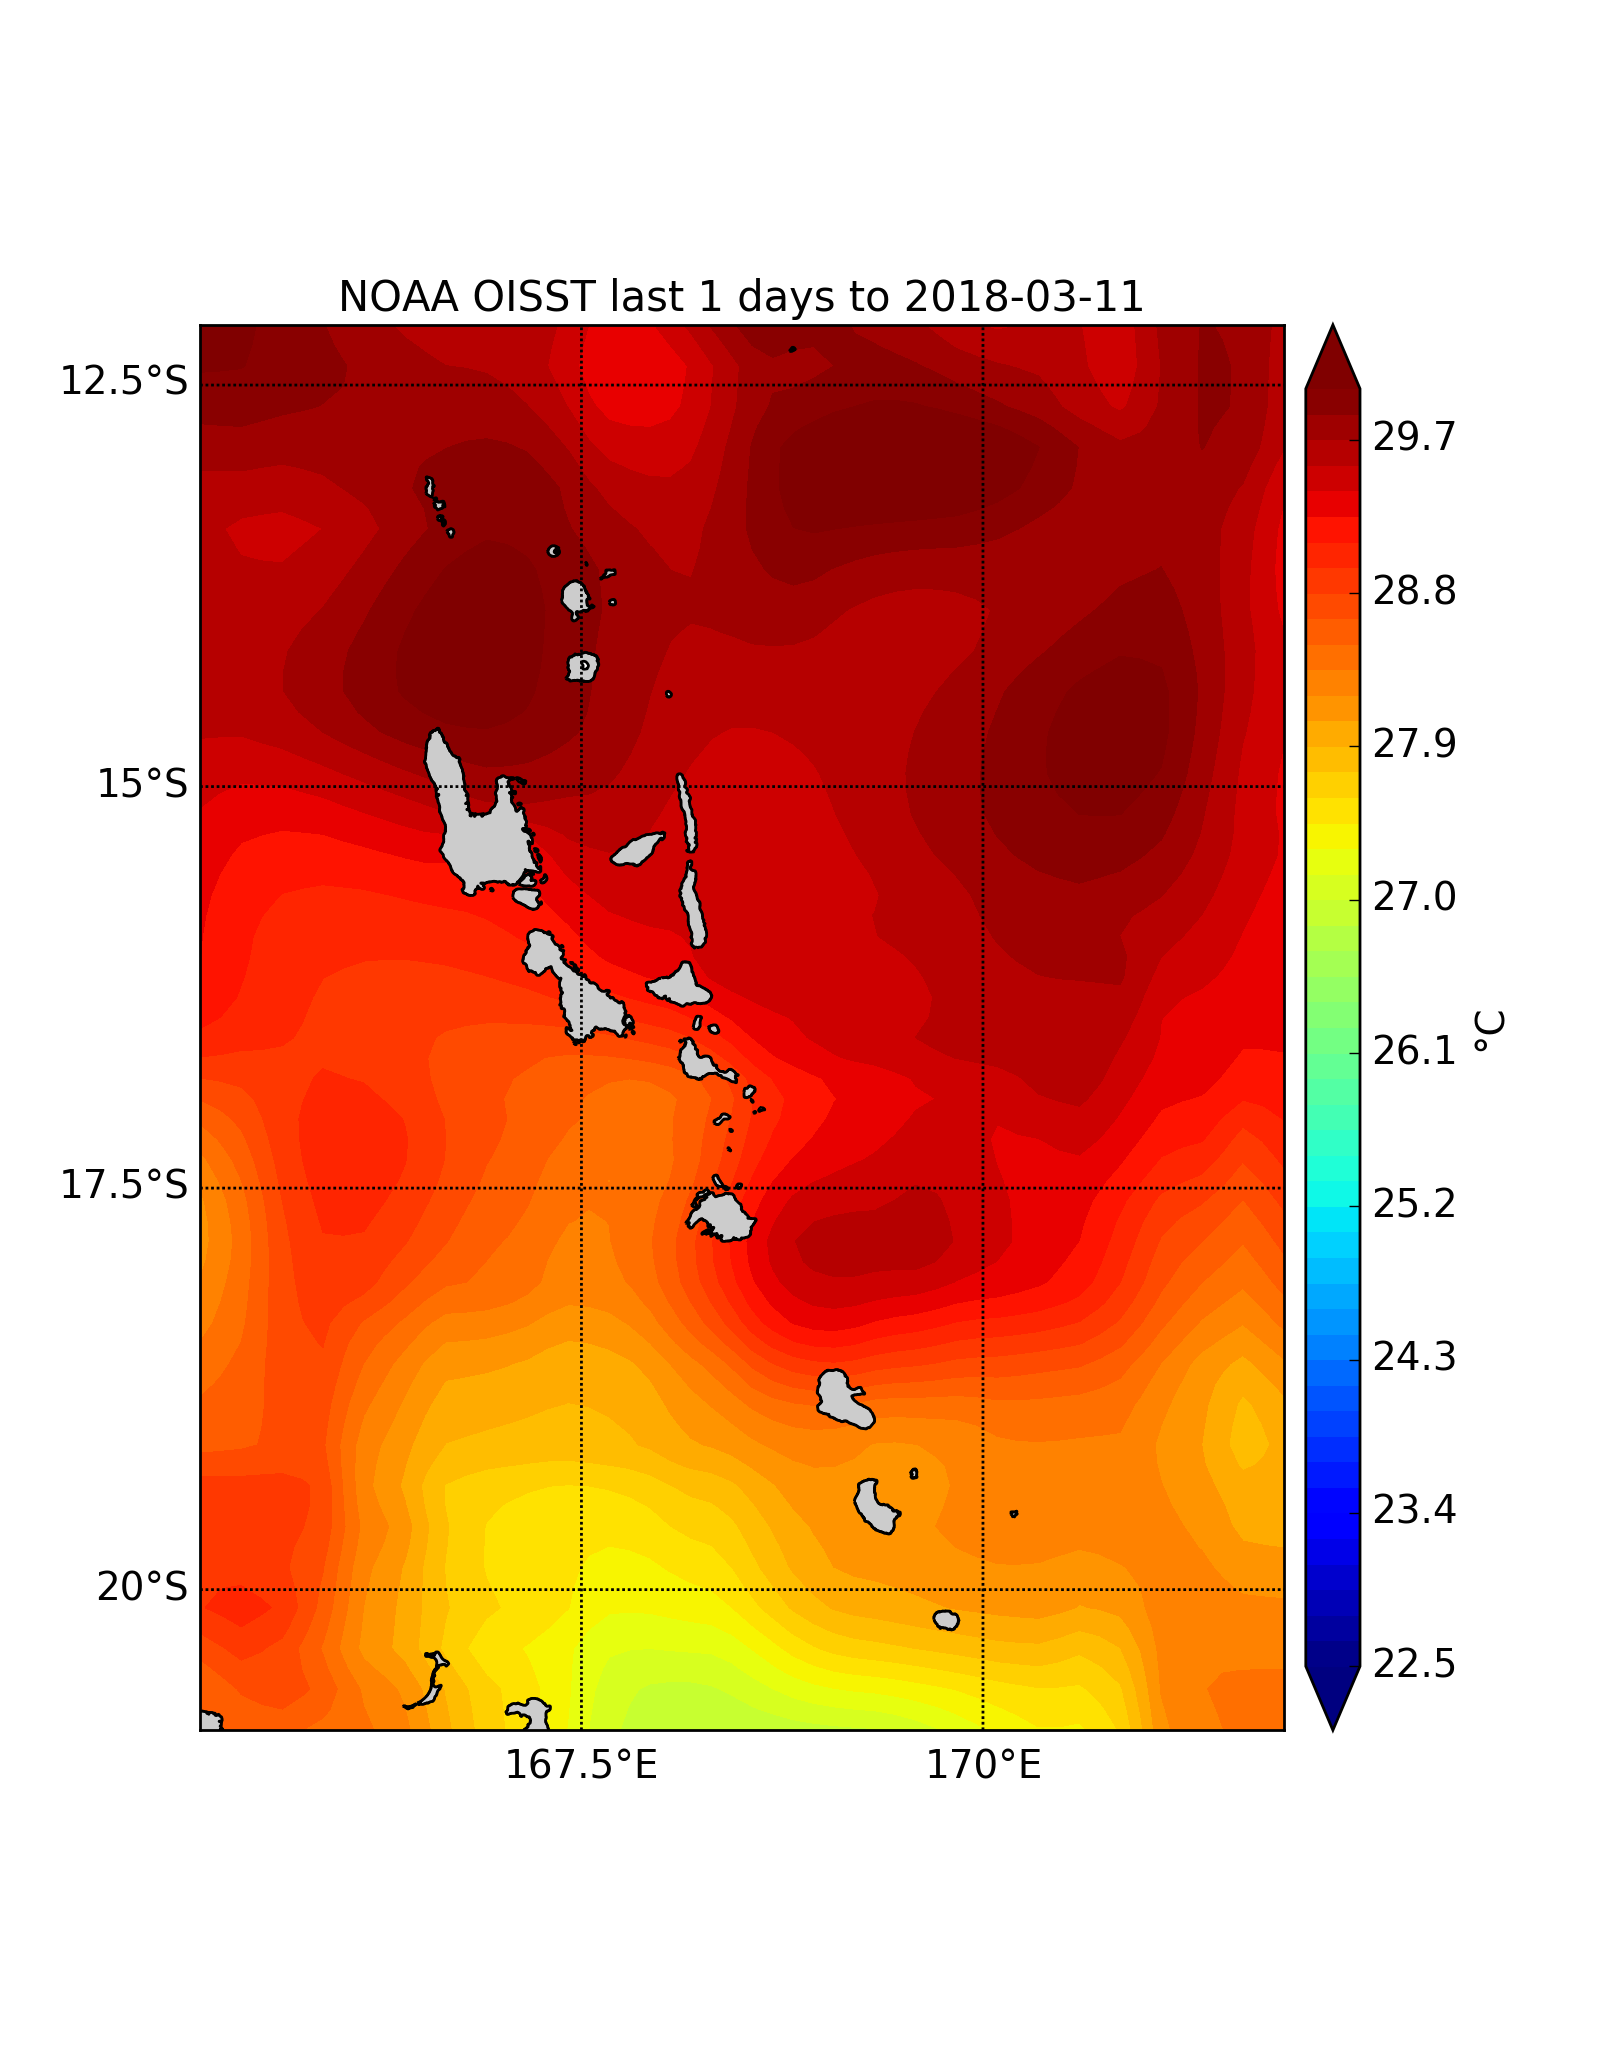 NOAA OISST last 1 days to 2018-03-11
12.5°S
15°S
17.5°S
20°S
167.5°E
170°E
29.7
28.8
27.9
27.0
26.1
25.2
24.3
23.4
22.5
°C